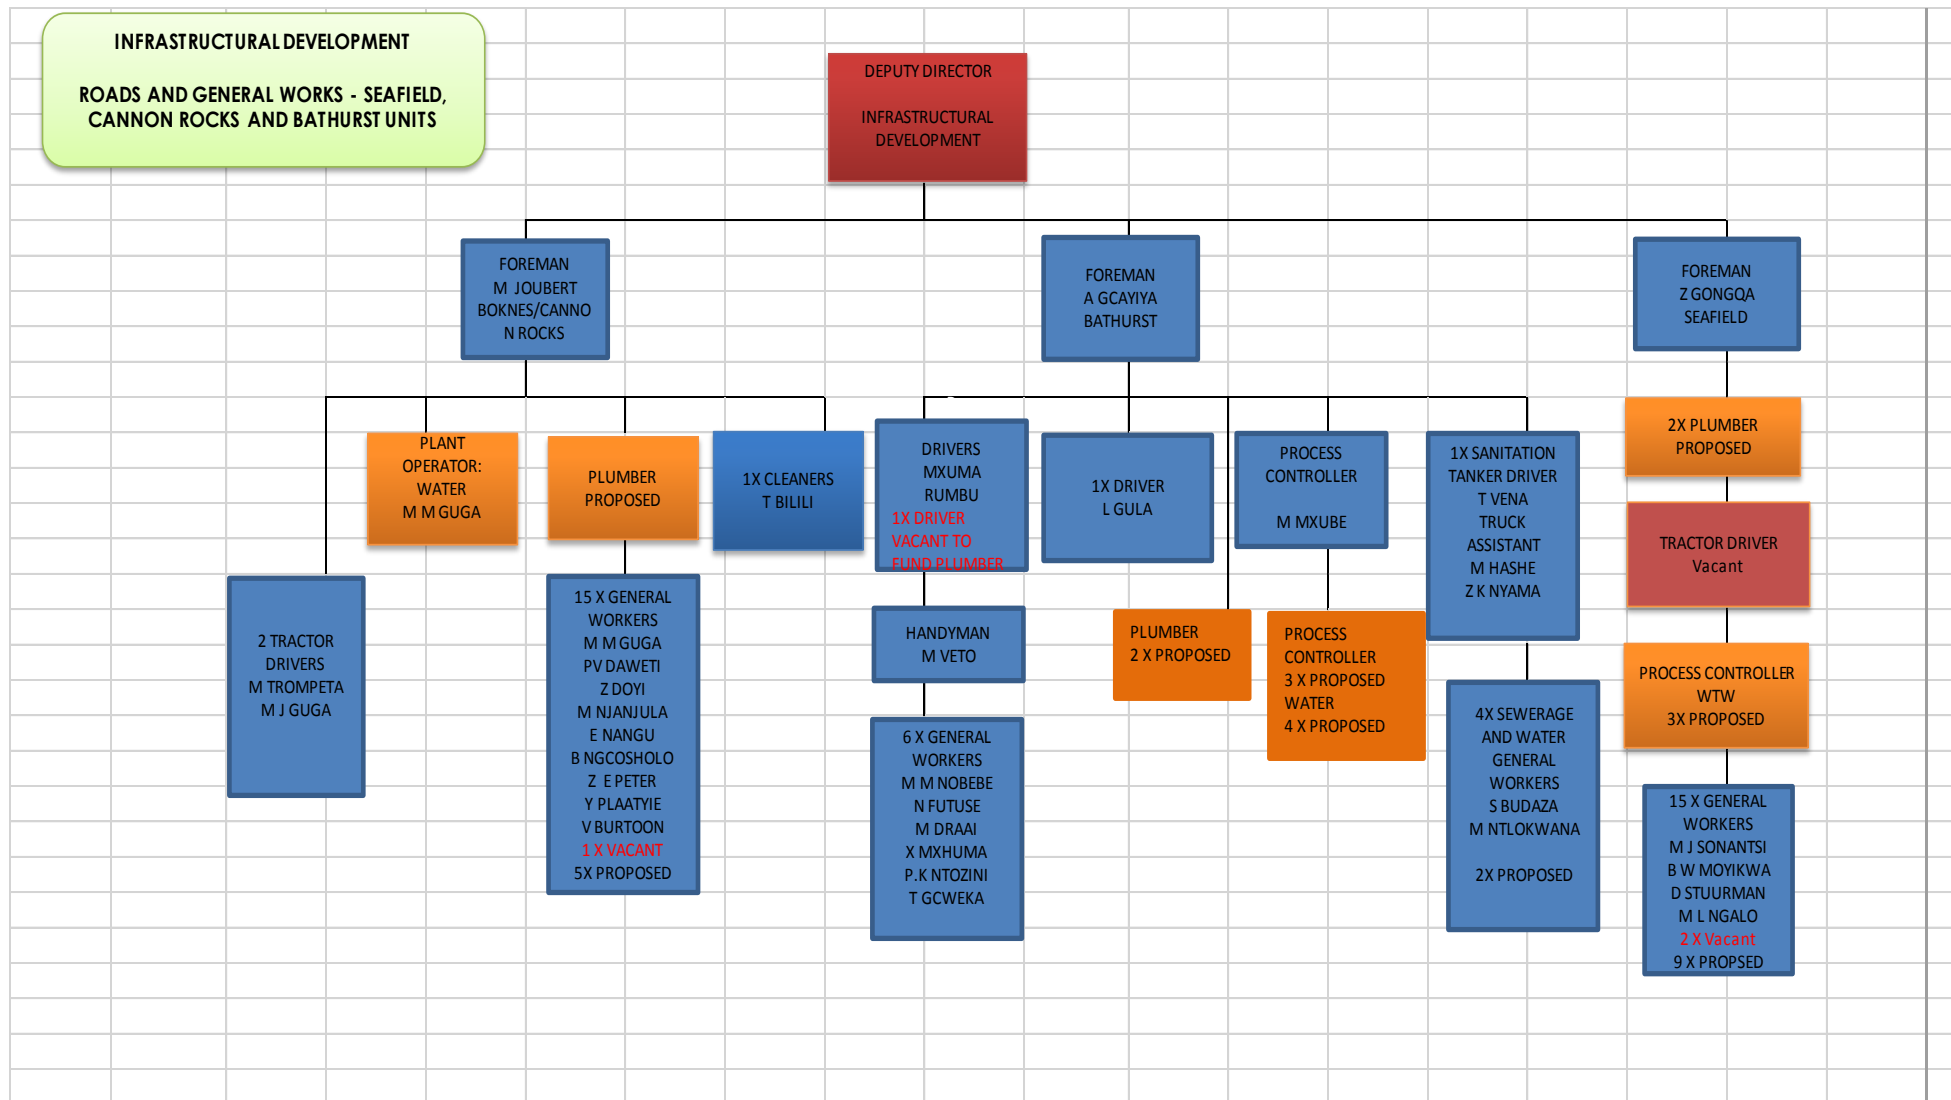 INFRASTRUCTURAL DEVELOPMENT
ROADS AND GENERAL WORKS - SEAFIELD,
CANNON ROCKS AND BATHURST UNITS
DEPUTY DIRECTOR
INFRASTRUCTURAL
DEVELOPMENT
FOREMAN
M JOUBERT
BOKNES/CANNO
N ROCKS
FOREMAN
A GCAYIYA
BATHURST
FOREMAN
Z GONGQA
SEAFIELD
PLANT
OPERATOR:
WATER
M M GUGA
PLUMBER
PROPOSED
1X CLEANERS
T BILILI
DRIVERS
MXUMA
RUMBU
1X DRIVER
VACANT TO
FUND PLUMBER
1X DRIVER
L GULA
PROCESS
CONTROLLER
M MXUBE
1X SANITATION
TANKER DRIVER
T VENA
TRUCK
ASSISTANT
M HASHE
Z K NYAMA
2X PLUMBER
PROPOSED
TRACTOR DRIVER
Vacant
2 TRACTOR
DRIVERS
M TROMPETA
M J GUGA
15 X GENERAL
WORKERS
M M GUGA
PV DAWETI
Z DOYI
M NJANJULA
E NANGU
B NGCOSHOLO
Z E PETER
Y PLAATYIE
V BURTOON
1 X VACANT
5X PROPOSED
HANDYMAN
M VETO
6 X GENERAL
WORKERS
M M NOBEBE
N FUTUSE
M DRAAI
X MXHUMA
P.K NTOZINI
T GCWEKA
PLUMBER
2 X PROPOSED
PROCESS
CONTROLLER
3 X PROPOSED
WATER
4 X PROPOSED
4X SEWERAGE
AND WATER
GENERAL
WORKERS
S BUDAZA
M NTLOKWANA
2X PROPOSED
PROCESS CONTROLLER
WTW
3X PROPOSED
15 X GENERAL
WORKERS
M J SONANTSI
B W MOYIKWA
D STUURMAN
M L NGALO
2 X Vacant
9 X PROPSED